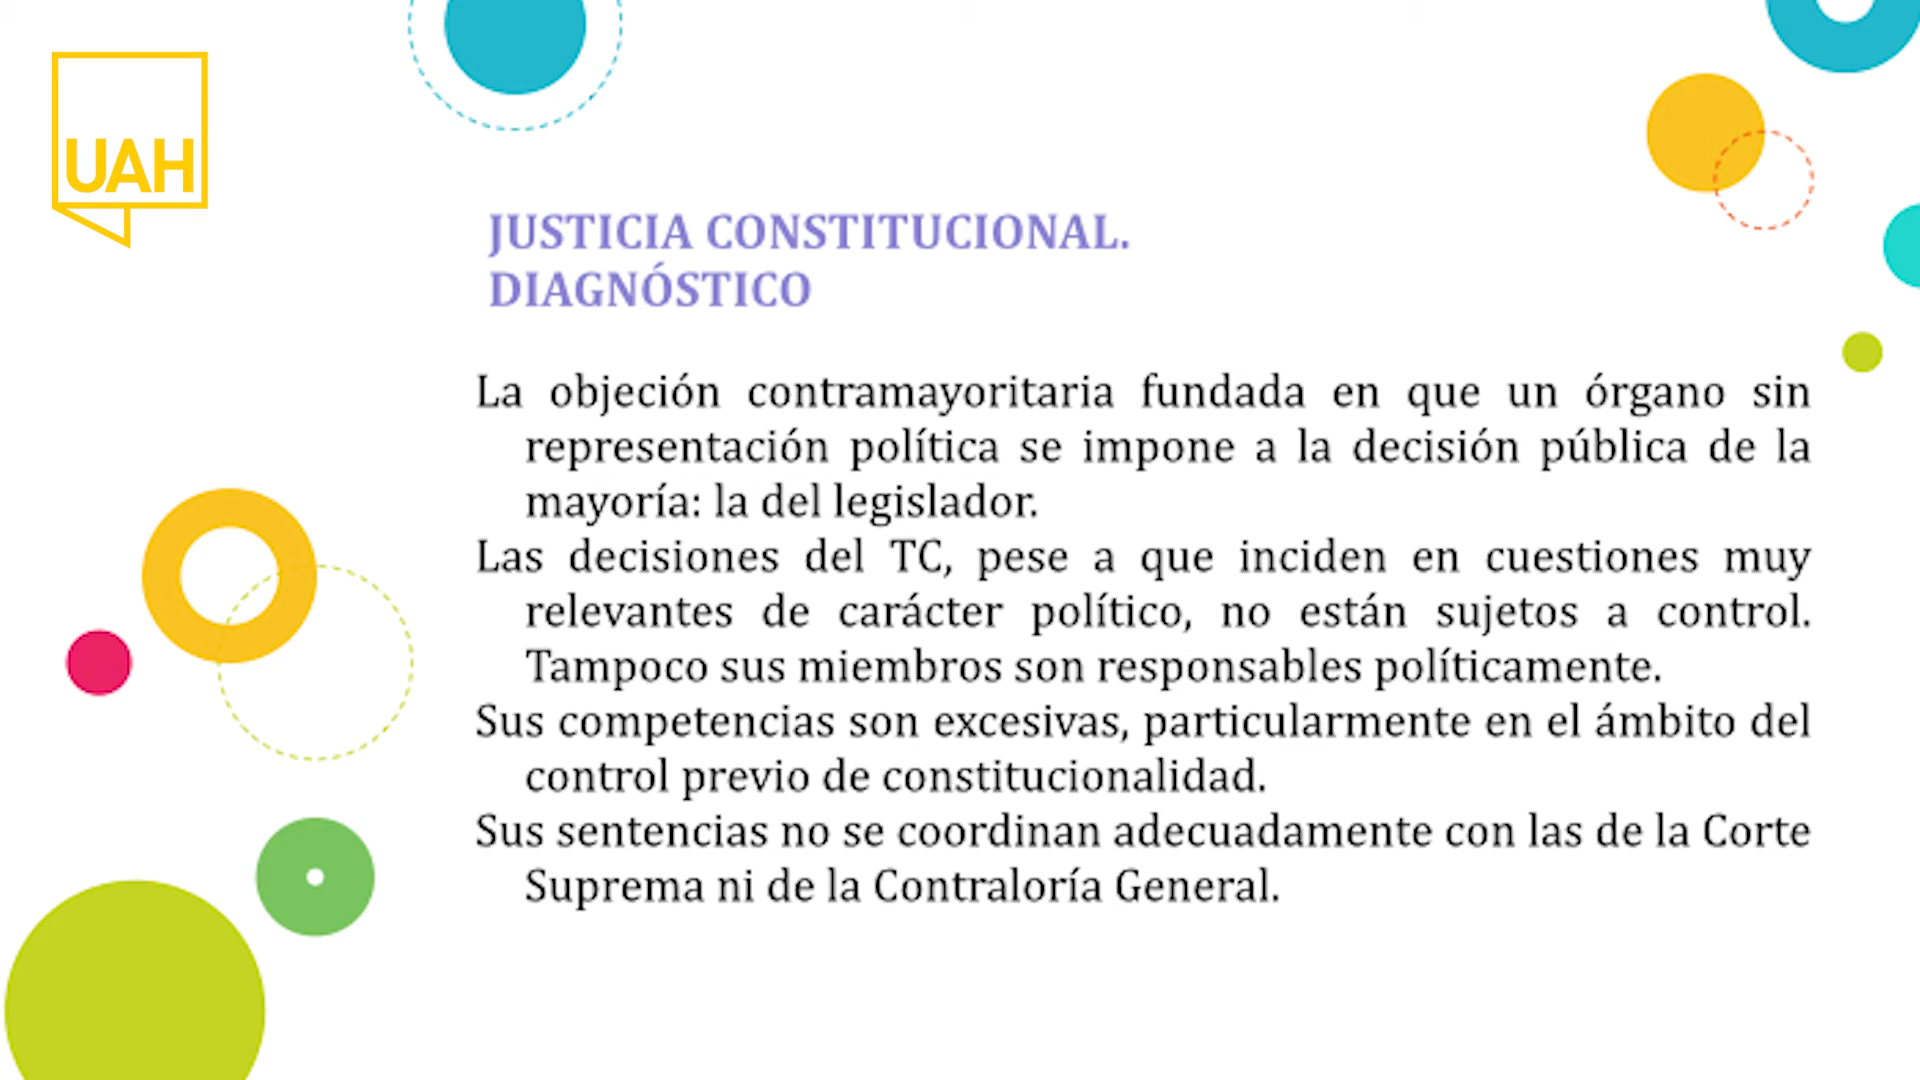 UAH
JUSTICIA CONSTITUCIONAL.
DIAGNÓSTICO
La objeción contramayoritaria fundada en que un órgano sin
representación política se impone a la decisión pública de la
mayoría: la del legislador.
Las decisiones del TC, pese a que inciden en cuestiones muy
relevantes de carácter político, no están sujetos a control.
Tampoco sus miembros son responsables políticamente.
Sus competencias son excesivas, particularmente en el ámbito del
control previo de constitucionalidad.
Sus sentencias no se coordinan adecuadamente con las de la Corte
Suprema ni de la Contraloría General.